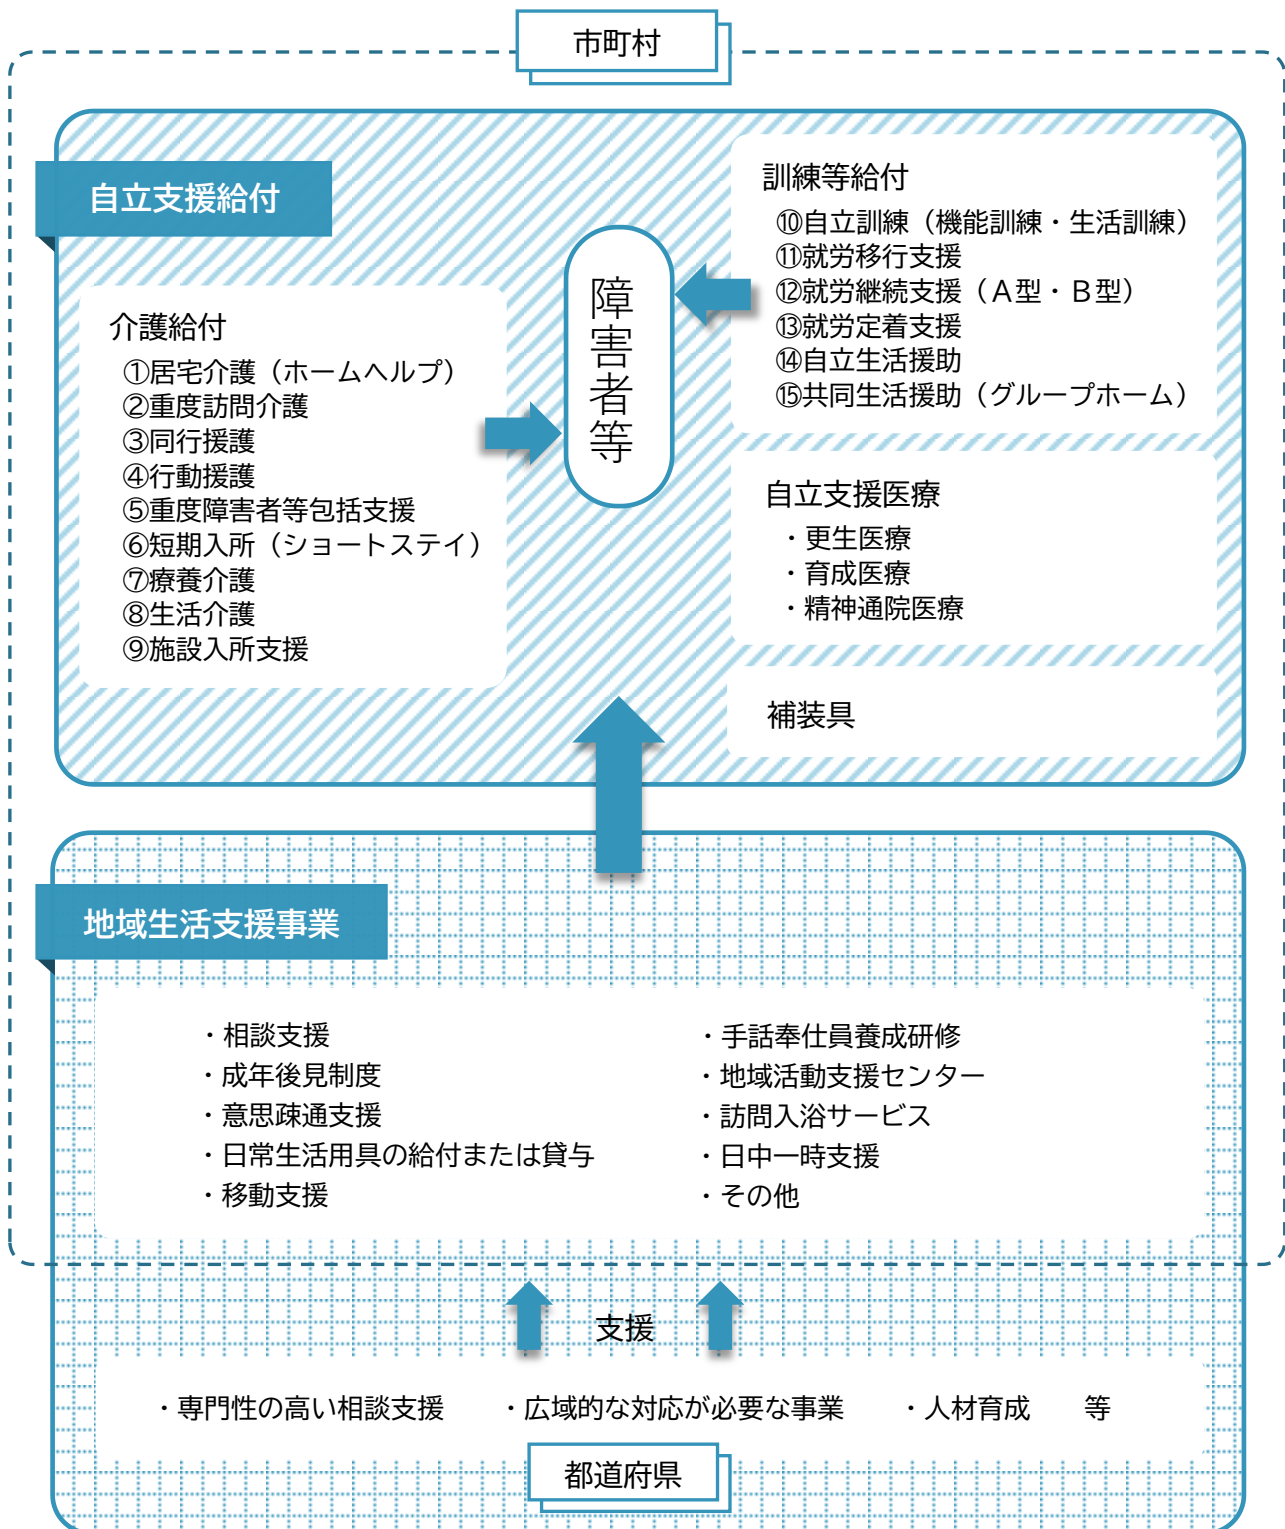 市町村
自立支援給付
介護給付
①居宅介護（ホームヘルプ）
②重度訪問介護
③同行援護
④行動援護
⑤重度障害者等包括支援
⑥短期入所（ショートステイ）
⑦療養介護
⑧生活介護
⑨施設入所支援
障害者等
訓練等給付
⑩自立訓練（機能訓練・生活訓練）
⑪就労移行支援
⑫就労継続支援（Ａ型・Ｂ型）
⑬就労定着支援
⑭自立生活援助
⑮共同生活援助（グループホーム）
自立支援医療
・更生医療
・育成医療
・精神通院医療
補装具
地域生活支援事業
・相談支援
・成年後見制度
・意思疎通支援
・日常生活用具の給付または貸与
・移動支援
・手話奉仕員養成研修
・地域活動支援センター
・訪問入浴サービス
・日中一時支援
・その他
支援
・専門性の高い相談支援　・広域的な対応が必要な事業　・人材育成　等
都道府県